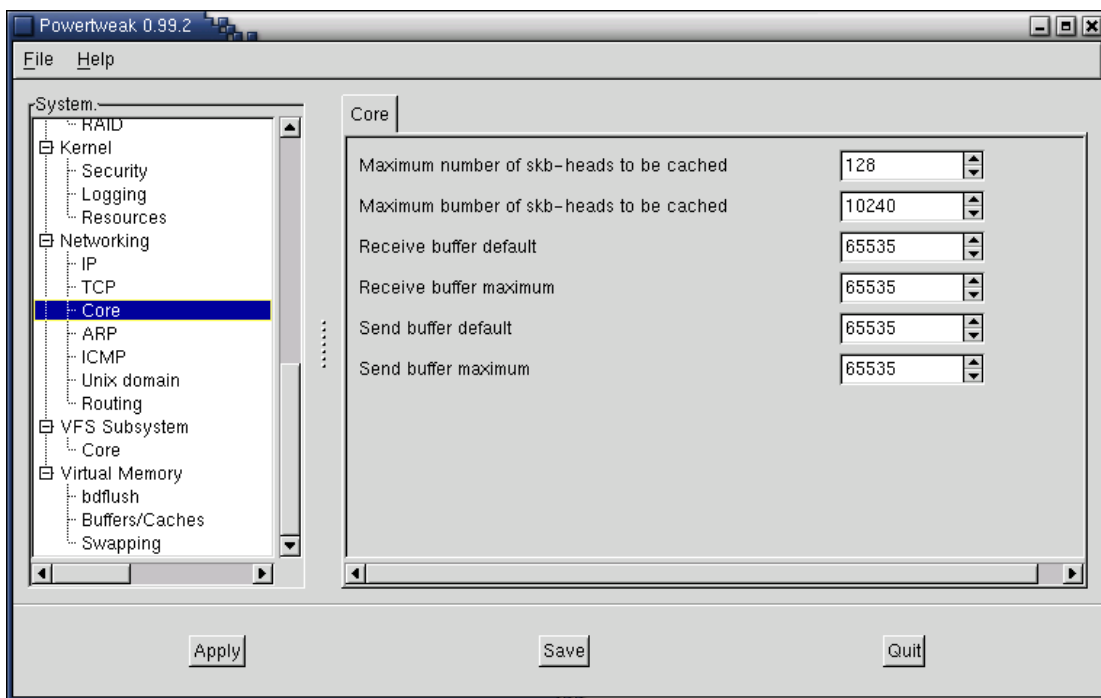 Powertweak 0.99.2
File Help
System.
RAID
Kernel
Security
Logging
Resources
Networking
IP
TCP
Core
ARP
ICMP
Unix domain
Routing
VFS Subsystem
Core
Virtual Memory
bdflush
Buffers/Caches
Swapping
Core
Maximum number of skb-heads to be cached 128
Maximum bumber of skb-heads to be cached 10240
Receive buffer default 65535
Receive buffer maximum 65535
Send buffer default 65535
Send buffer maximum 65535
Apply Save Quit